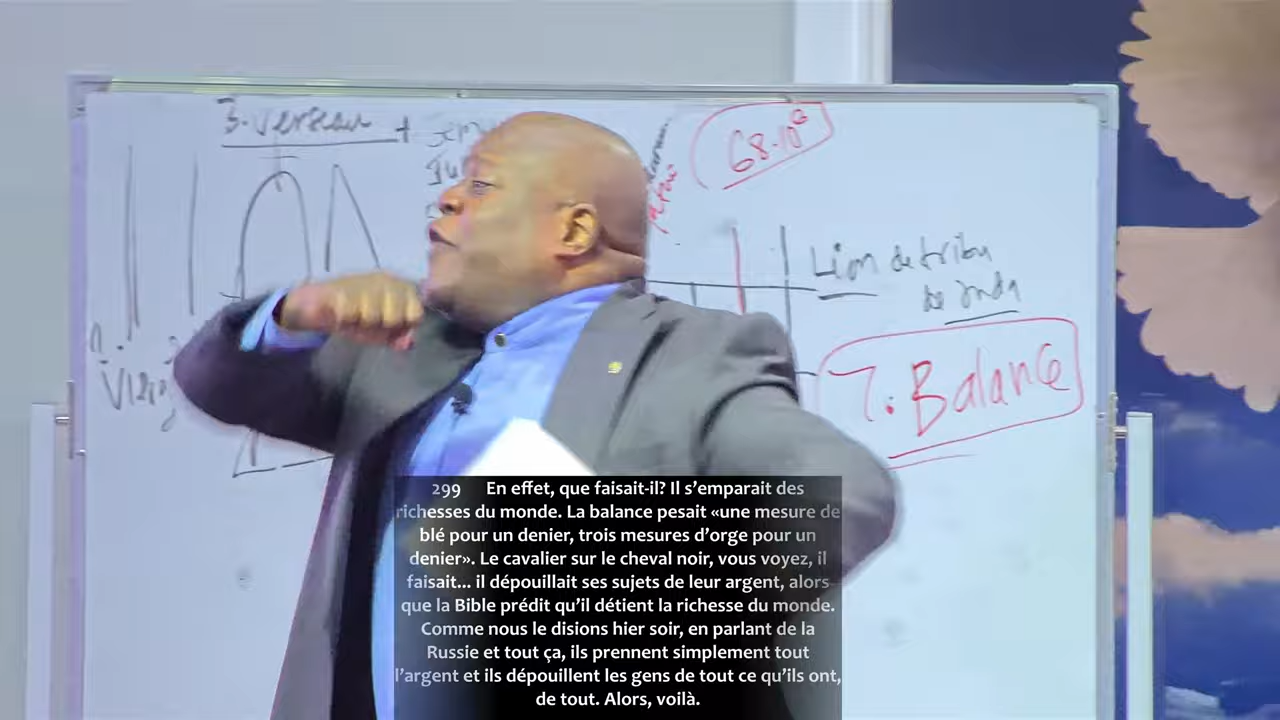 3. Verseau +
68.10e
Lion de tribu
de Juda
7. Balance
299 En effet, que faisait-il? Il s’emparait des
richesses du monde. La balance pesait «une mesure de
blé pour un denier, trois mesures d’orge pour un
denier». Le cavalier sur le cheval noir, vous voyez, il
faisait... il dépouillait ses sujets de leur argent, alors
que la Bible prédit qu’il détient la richesse du monde.
Comme nous le disions hier soir, en parlant de la
Russie et tout ça, ils prennent simplement tout
l’argent et ils dépouillent les gens de tout ce qu’ils ont,
de tout. Alors, voilà.